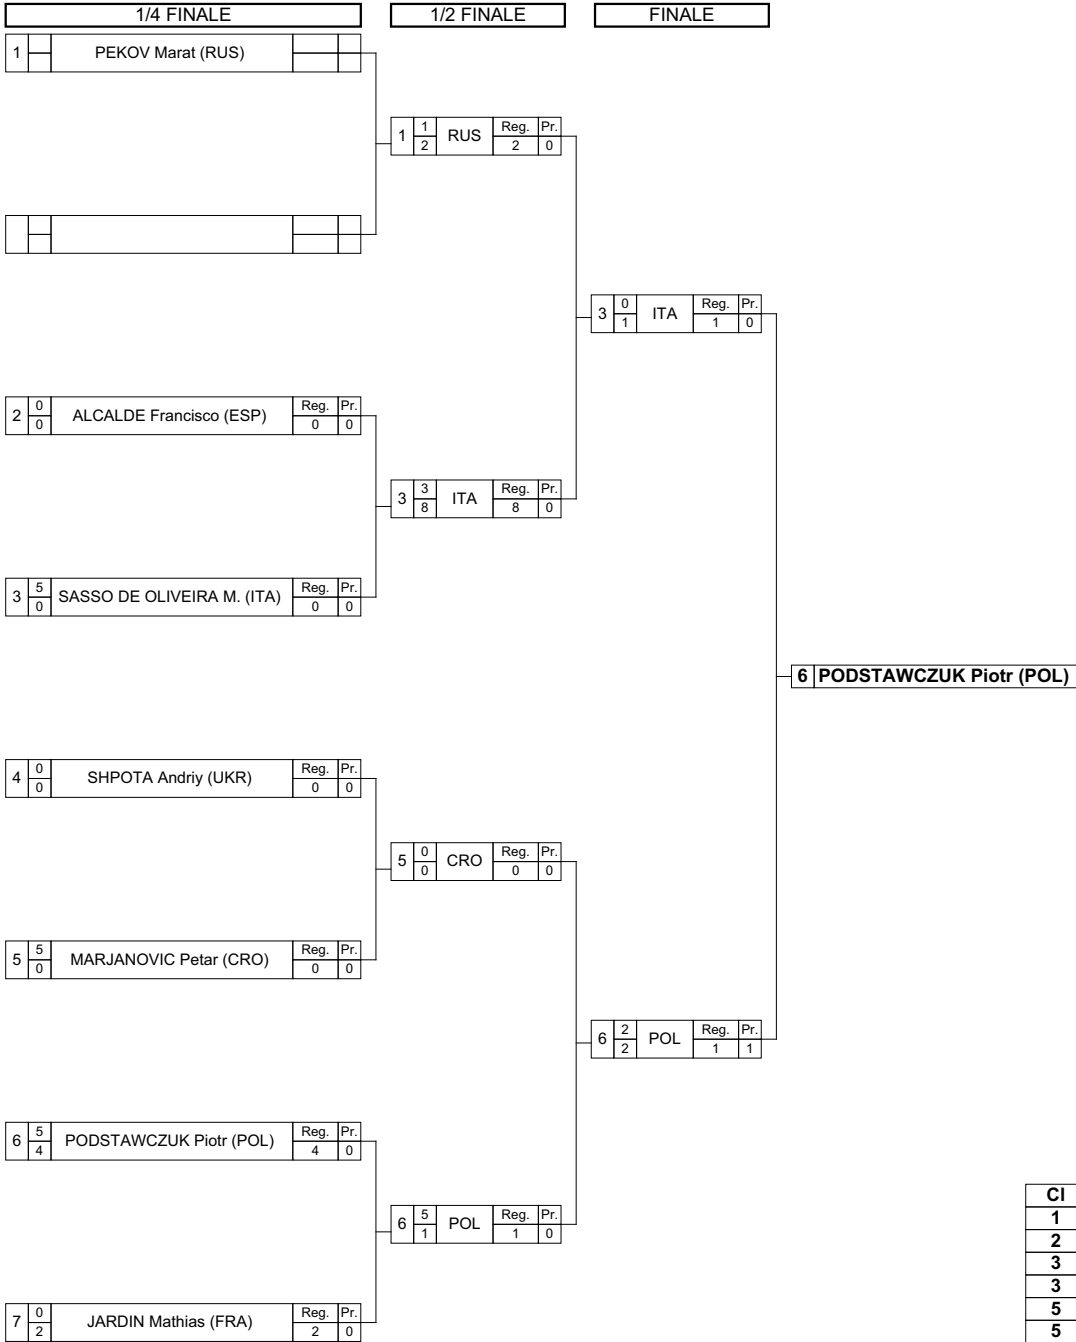 1/4 FINALE 1/2 FINALE FINALE
1 PEKOV Marat (RUS)
1 1 RUS Reg. Pr.
2 2 0
3 0 ITA Reg. Pr.
1 1 0
2 0 ALCALDE Francisco (ESP) Reg. Pr.
0 0 0
3 3 ITA Reg. Pr.
8 8 0
3 5 SASSO DE OLIVEIRA M. (ITA) Reg. Pr.
0 0 0
6 PODSTAWCZUK Piotr (POL)
4 0 SHPOTA Andriy (UKR) Reg. Pr.
0 0 0
5 0 CRO Reg. Pr.
0 0 0
5 5 MARJANOVIC Petar (CRO) Reg. Pr.
0 0 0
6 2 POL Reg. Pr.
2 1 1
6 5 PODSTAWCZUK Piotr (POL) Reg. Pr.
4 4 0
6 5 POL Reg. Pr.
1 1 0
7 0 JARDIN Mathias (FRA) Reg. Pr.
2 2 0
Cl
1
2
3
3
5
5